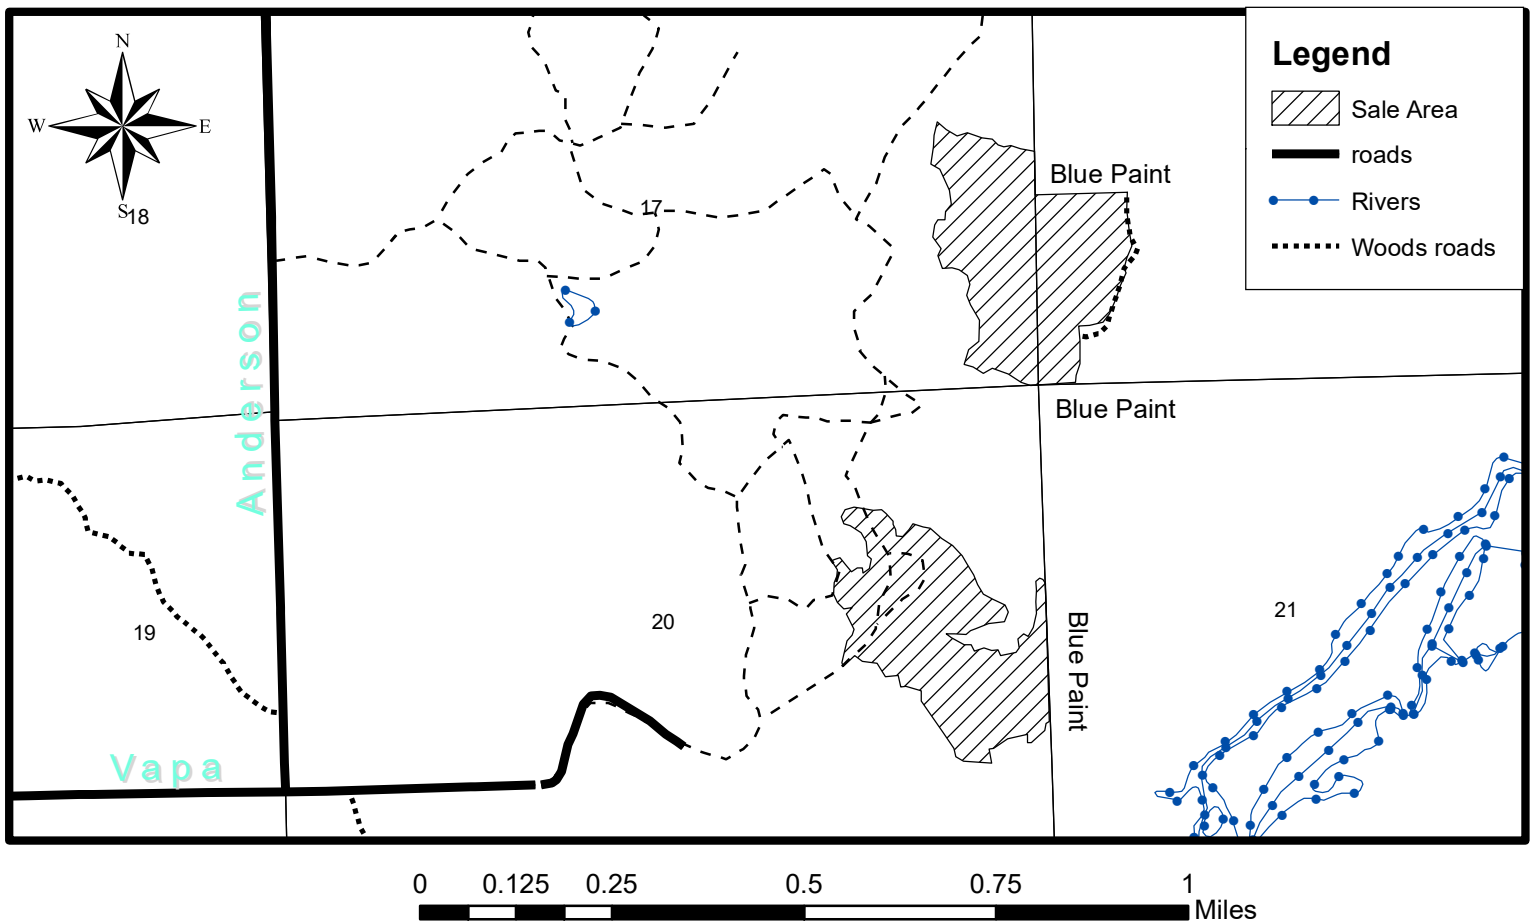 N
W E
S
18
17
Blue Paint
Legend
Sale Area
roads
Rivers
Woods roads
Anderson
Blue Paint
19
20
21
Blue Paint
Vapa
0 0.125 0.25 0.5 0.75 1
Miles